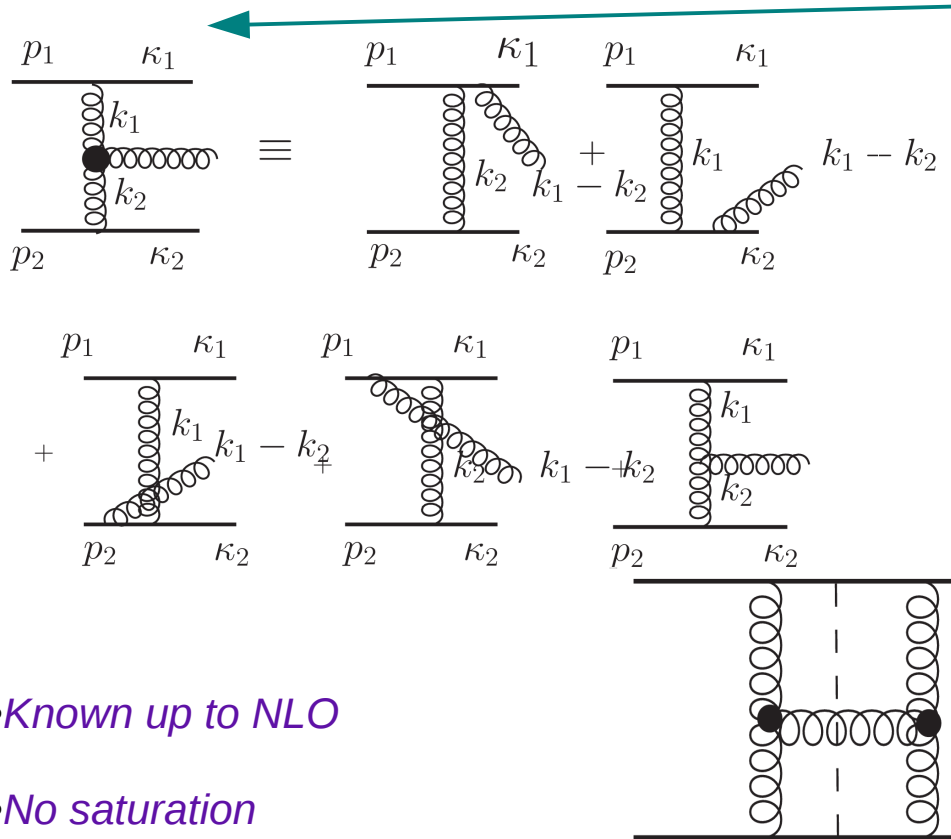 p₁ κ₁ p₁ κ₁ p₁ κ₁
k₁ ≡ k₂ k₁ − k₂ + k₁ k₁ − k₂
k₂
p₂ κ₂ p₂ κ₂ p₂ κ₂
p₁ κ₁ p₁ κ₁ p₁ κ₁
+ k₁ k₁ − k₂ + k₂ k₁ − k₂ + k₁
k₂
p₂ κ₂ p₂ κ₂ p₂ κ₂
•Known up to NLO
•No saturation